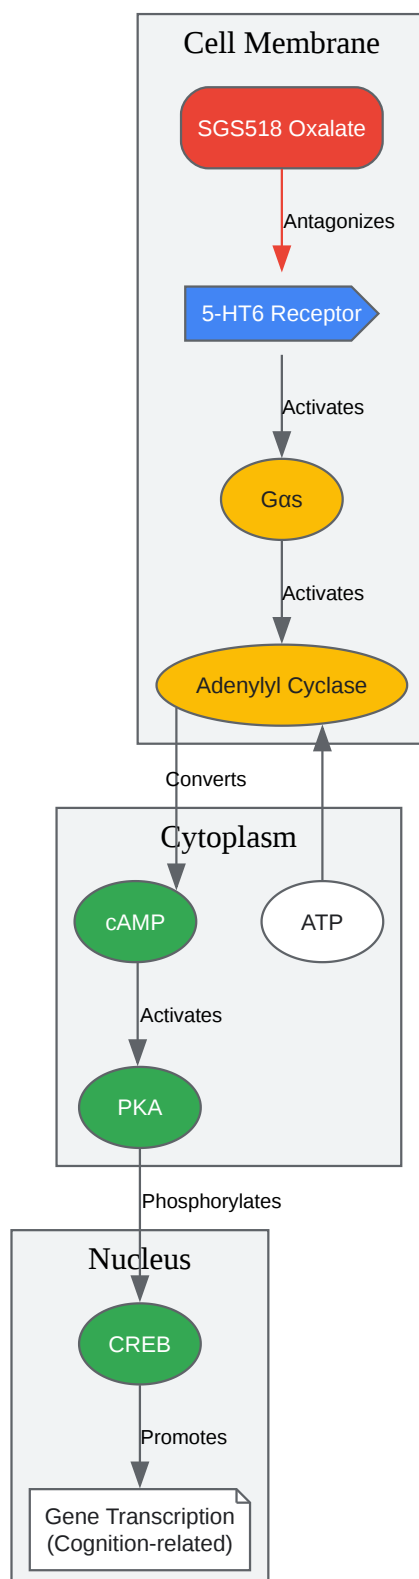 Cell Membrane
SGS518 Oxalate
Antagonizes
5-HT6 Receptor
Activates
Gαs
Activates
Adenylyl Cyclase
Converts
Cytoplasm
cAMP
ATP
Activates
PKA
Phosphorylates
Nucleus
CREB
Promotes
Gene Transcription
(Cognition-related)